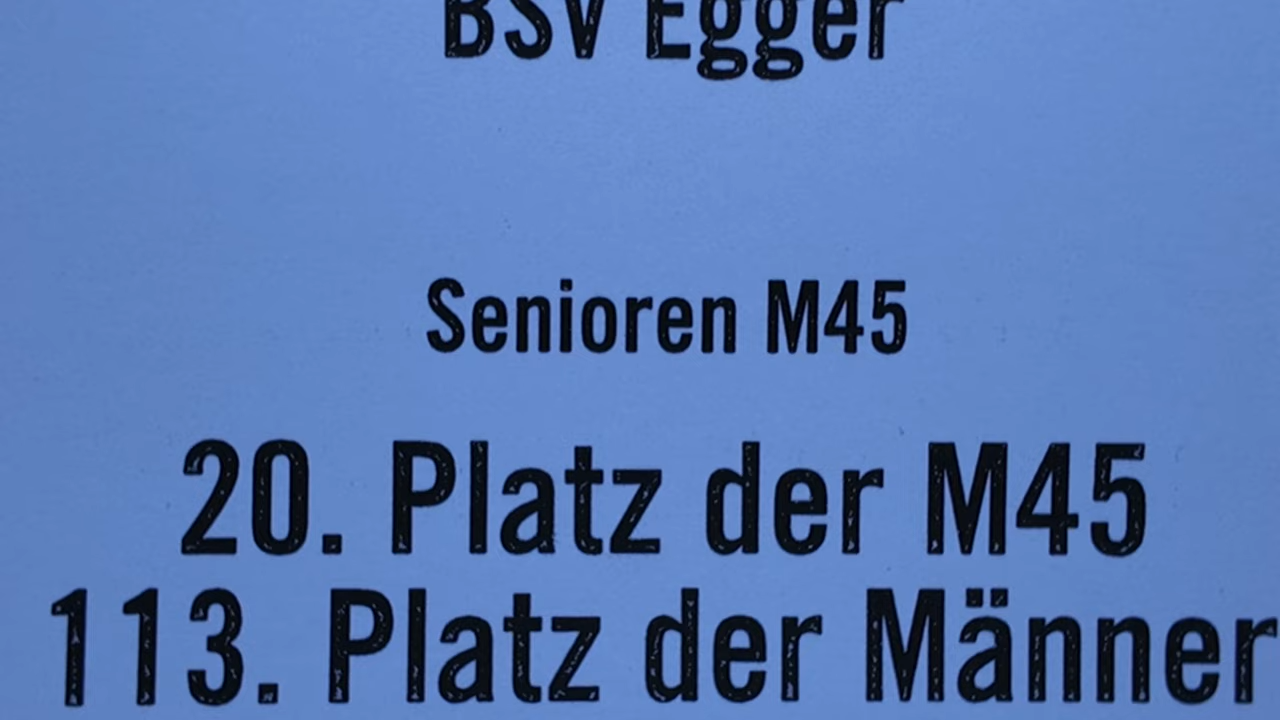 BSV Egger
Senioren M45
20. Platz der M45
113. Platz der Männer